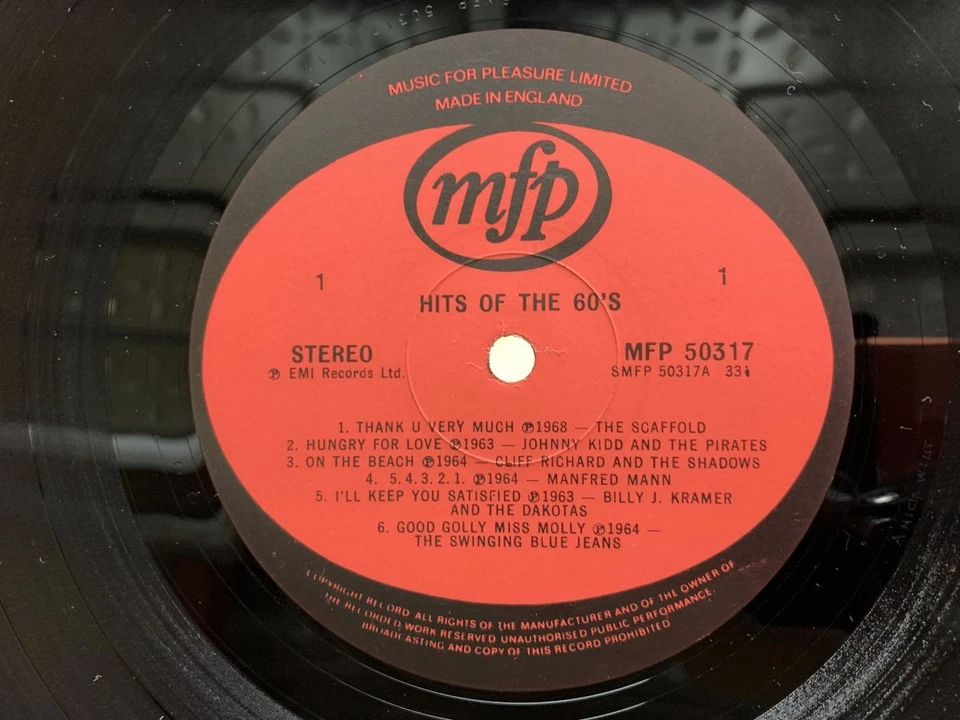 MUSIC FOR PLEASURE LIMITED
MADE IN ENGLAND
mfp
1 1
HITS OF THE 60'S
STEREO MFP 50317
℗ EMI Records Ltd. SMFP 50317A 33⅓
1. THANK U VERY MUCH ℗1968 — THE SCAFFOLD
2. HUNGRY FOR LOVE ℗1963 — JOHNNY KIDD AND THE PIRATES
3. ON THE BEACH ℗1964 — CLIFF RICHARD AND THE SHADOWS
4. 5.4.3.2.1. ℗1964 — MANFRED MANN
5. I'LL KEEP YOU SATISFIED ℗1963 — BILLY J. KRAMER
AND THE DAKOTAS
6. GOOD GOLLY MISS MOLLY ℗1964 —
THE SWINGING BLUE JEANS
COPYRIGHT RECORD ALL RIGHTS OF THE MANUFACTURER AND OF THE OWNER OF
THE RECORDED WORK RESERVED UNAUTHORISED PUBLIC PERFORMANCE
BROADCASTING AND COPY OF THIS RECORD PROHIBITED